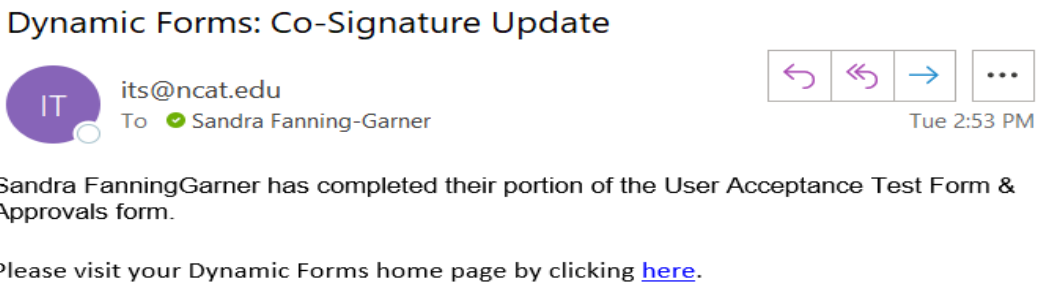 Dynamic Forms: Co-Signature Update
IT
its@ncat.edu
To Sandra Fanning-Garner
Tue 2:53 PM
Sandra FanningGarner has completed their portion of the User Acceptance Test Form &
Approvals form.
Please visit your Dynamic Forms home page by clicking here.